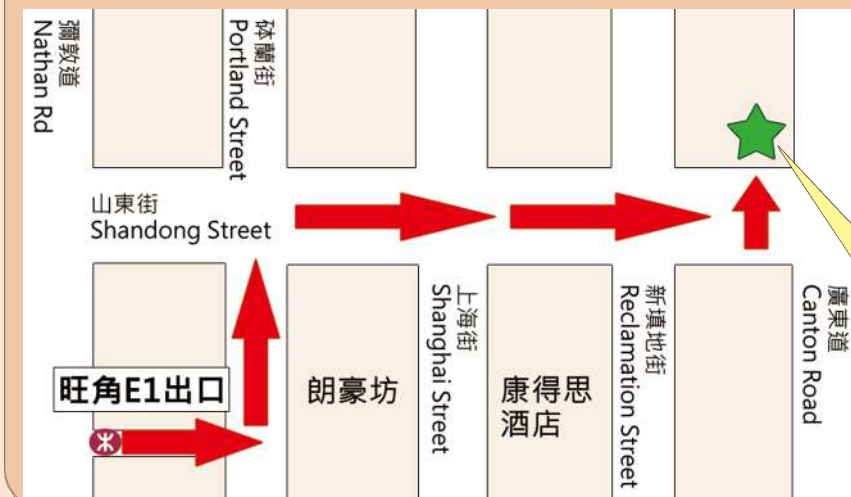 彌敦道
Nathan Rd
砵蘭街
Portland Street
山東街
Shandong Street
上海街
Shanghai Street
新填地街
Reclamation Street
廣東道
Canton Road
旺角E1出口
朗豪坊
康得思
酒店